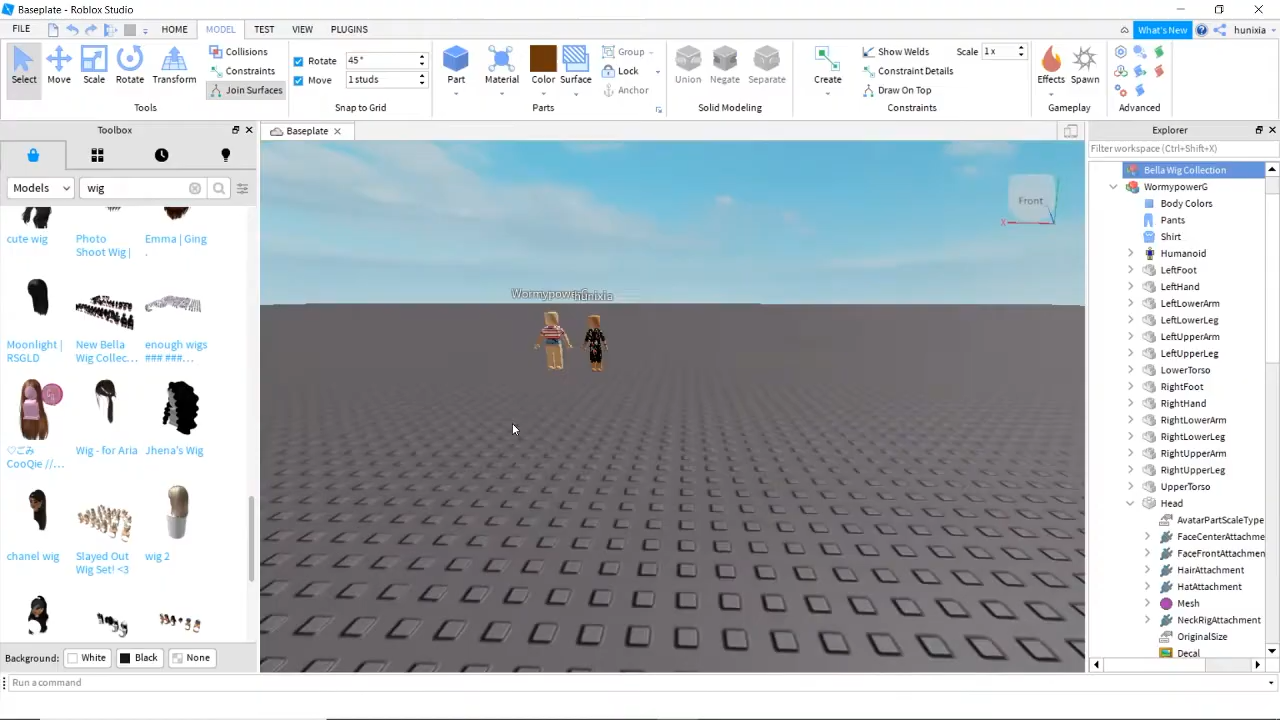 Baseplate - Roblox Studio
FILE
HOME
MODEL
TEST
VIEW
PLUGINS
What's New
hunixia
Select
Move
Scale
Rotate
Transform
Collisions
Constraints
Join Surfaces
Tools
Rotate 45°
Move 1 studs
Snap to Grid
Part
Material
Color
Surface
Group
Lock
Anchor
Parts
Union
Negate
Separate
Solid Modeling
Create
Show Welds
Scale 1 x
Constraint Details
Draw On Top
Constraints
Effects
Spawn
Gameplay
Advanced
Toolbox
Models
wig
cute wig
Photo
Shoot Wig |
Emma | Ging
.
Moonlight |
RSGLD
New Bella
Wig Collec...
enough wigs
### ###...
♡ごみ
CooQie //...
Wig - for Aria
Jhena's Wig
chanel wig
Slayed Out
Wig Set! <3
wig 2
Background:
White
Black
None
Run a command
Baseplate
Front
X
hunixia
Explorer
Filter workspace (Ctrl+Shift+X)
Bella Wig Collection
WormypowerG
Body Colors
Pants
Shirt
Humanoid
LeftFoot
LeftHand
LeftLowerArm
LeftLowerLeg
LeftUpperArm
LeftUpperLeg
LowerTorso
RightFoot
RightHand
RightLowerArm
RightLowerLeg
RightUpperArm
RightUpperLeg
UpperTorso
Head
AvatarPartScaleType
FaceCenterAttachme
FaceFrontAttachmen
HairAttachment
HatAttachment
Mesh
NeckRigAttachment
OriginalSize
Decal